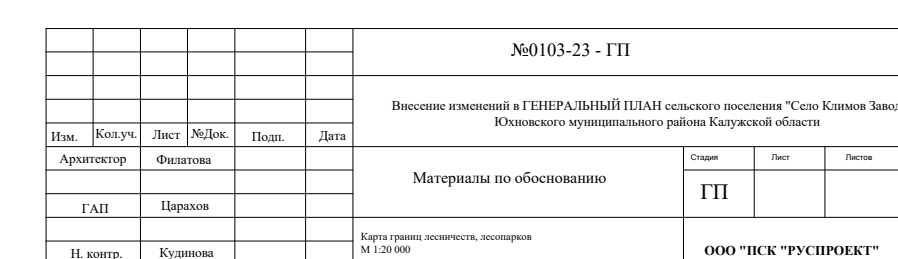 №0103-23 - ГП
Внесение изменений в ГЕНЕРАЛЬНЫЙ ПЛАН сельского поселения "Село Климов Завод
Юхновского муниципального района Калужской области
Изм. Кол.уч. Лист №Док. Подп. Дата
Архитектор Филатова
Материалы по обоснованию
Стадия Лист Листов
ГП
ГАП Царахов
Карта границ лесничеств, лесопарков
М 1:20 000
Н. контр. Кудинова
ООО "ПСК "РУСПРОЕКТ"